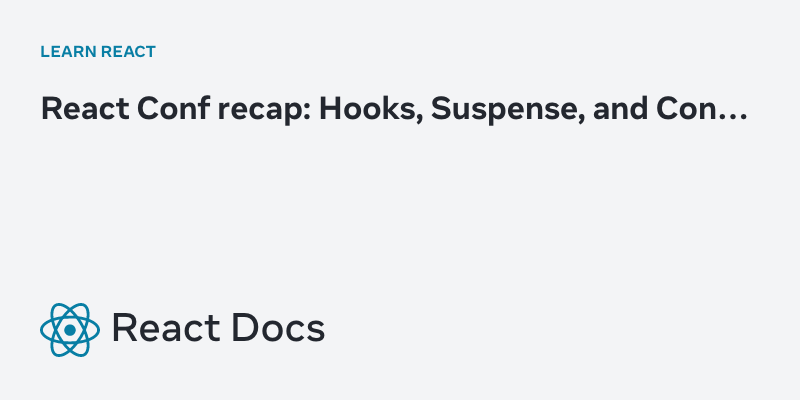 LEARN REACT
React Conf recap: Hooks, Suspense, and Con...
React Docs